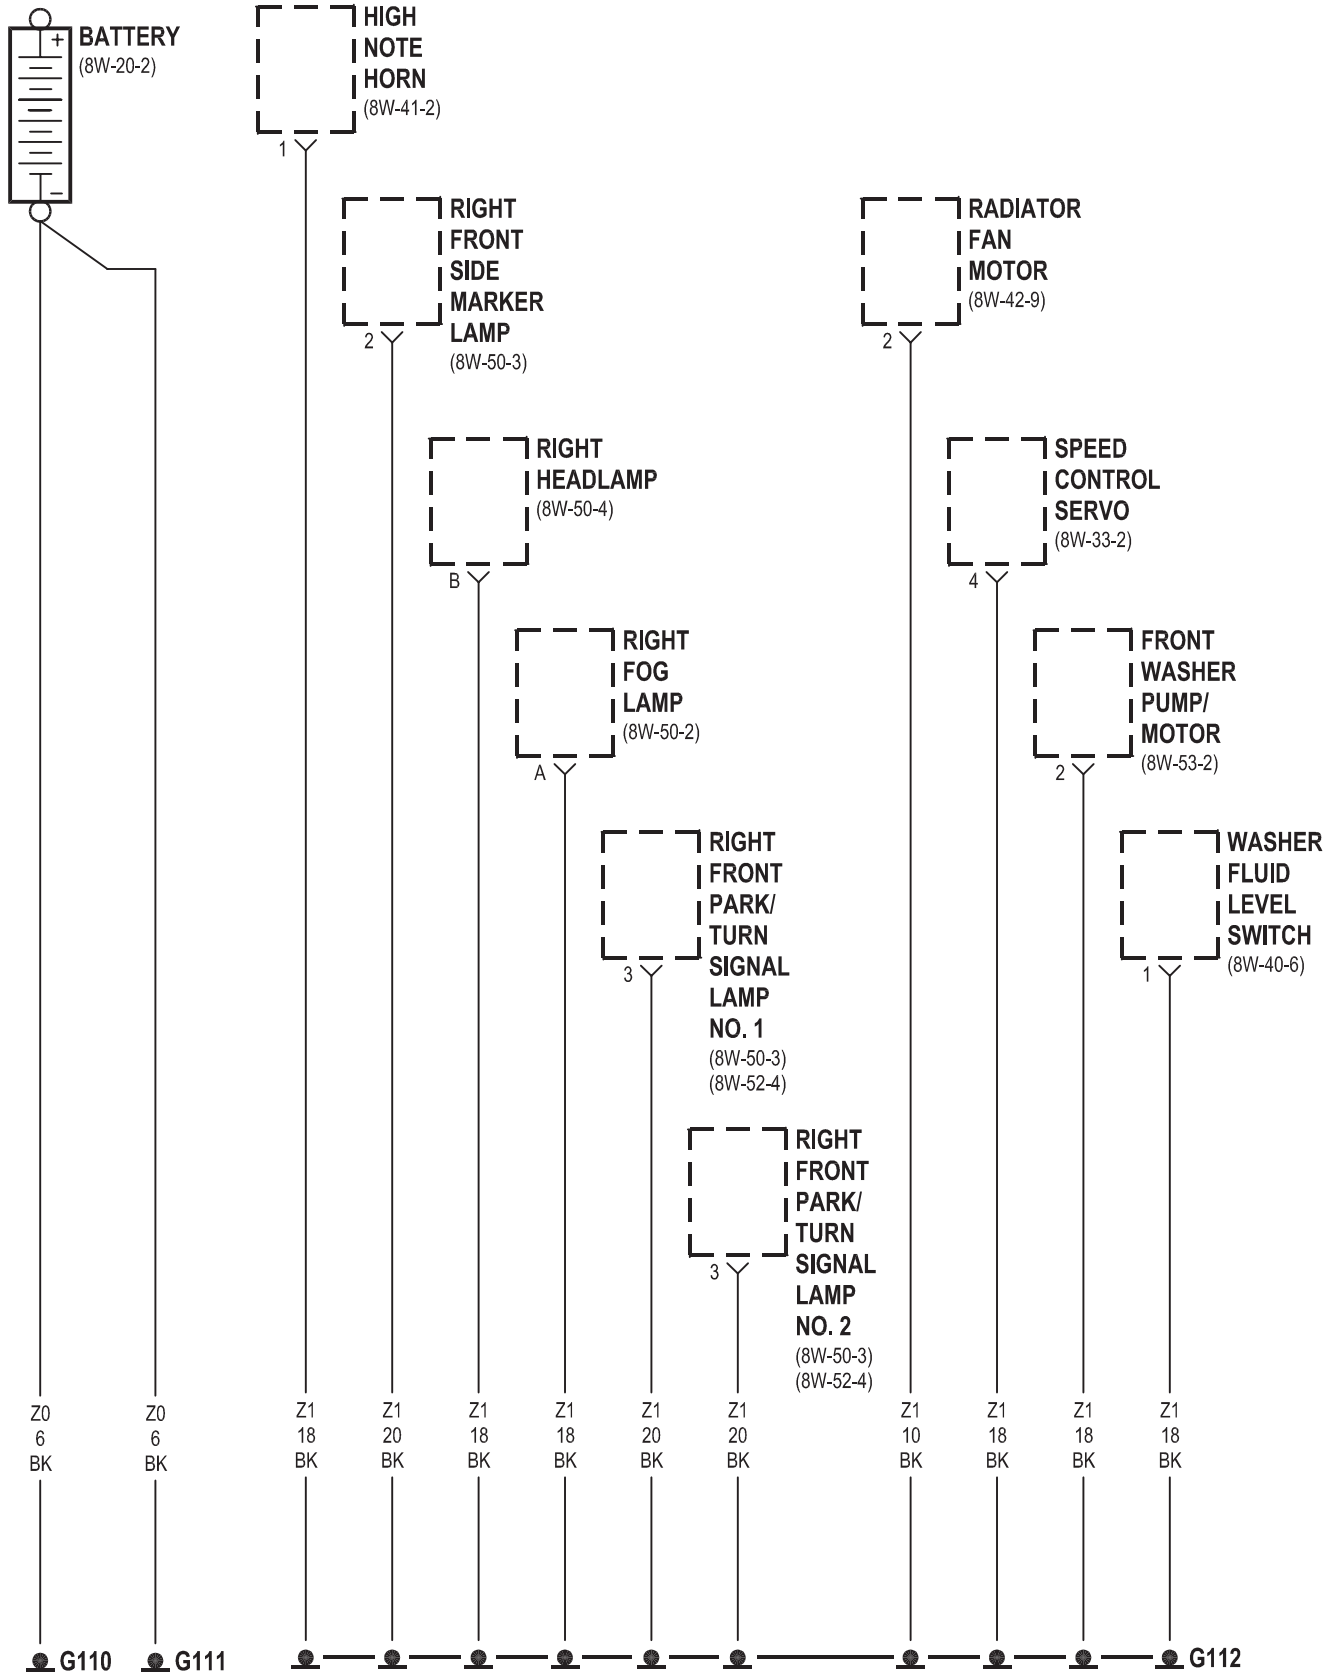 +
BATTERY
(8W-20-2)
–
HIGH
NOTE
HORN
(8W-41-2)
1
RIGHT
FRONT
SIDE
MARKER
LAMP
(8W-50-3)
2
RADIATOR
FAN
MOTOR
(8W-42-9)
2
RIGHT
HEADLAMP
(8W-50-4)
B
SPEED
CONTROL
SERVO
(8W-33-2)
4
RIGHT
FOG
LAMP
(8W-50-2)
A
FRONT
WASHER
PUMP/
MOTOR
(8W-53-2)
2
RIGHT
FRONT
PARK/
TURN
SIGNAL
LAMP
NO. 1
(8W-50-3)
(8W-52-4)
3
WASHER
FLUID
LEVEL
SWITCH
(8W-40-6)
1
RIGHT
FRONT
PARK/
TURN
SIGNAL
LAMP
NO. 2
(8W-50-3)
(8W-52-4)
3
Z0 Z0 Z1 Z1 Z1 Z1 Z1 Z1 Z1 Z1 Z1 Z1
6 6 18 20 18 18 20 20 10 18 18 18
BK BK BK BK BK BK BK BK BK BK BK BK
G110 G111 G112